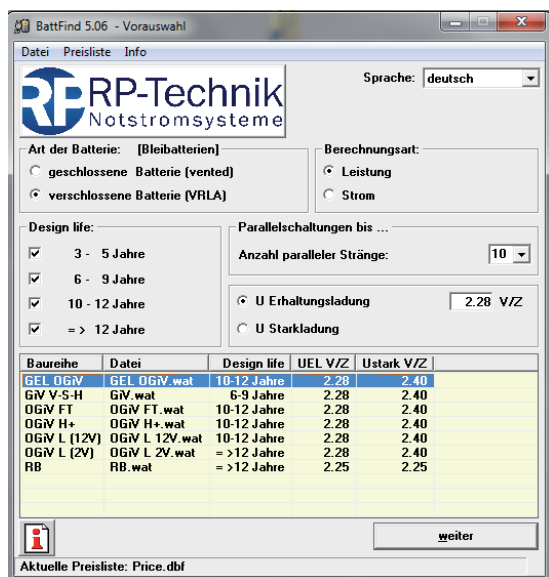 BattFind 5.06 - Vorauswahl
Datei Preisliste Info
RP RP-Technik
Notstromsysteme
Sprache: deutsch
Art der Batterie: [Bleibatterien]
geschlossene Batterie (vented)
verschlossene Batterie (VRLA)
Berechnungsart:
Leistung
Strom
Design life:
3 - 5 Jahre
6 - 9 Jahre
10 - 12 Jahre
= > 12 Jahre
Parallelschaltungen bis ...
Anzahl paralleler Stränge: 10
U Erhaltungsladung 2.28 V/Z
U Starkladung
Baureihe Datei Design life UEL V/Z Ustark V/Z
GEL OGiV GEL OGiV.wat 10-12 Jahre 2.28 2.40
GiV V-S-H GiV.wat 6-9 Jahre 2.28 2.40
OGiV FT OGiV FT.wat 10-12 Jahre 2.28 2.40
OGiV H+ OGiV H+.wat 10-12 Jahre 2.28 2.40
OGiV L (12V) OGiV L 12V.wat 10-12 Jahre 2.28 2.40
OGiV L (2V) OGiV L 2V.wat = >12 Jahre 2.28 2.40
RB RB.wat = >12 Jahre 2.25 2.25
weiter
Aktuelle Preisliste: Price.dbf